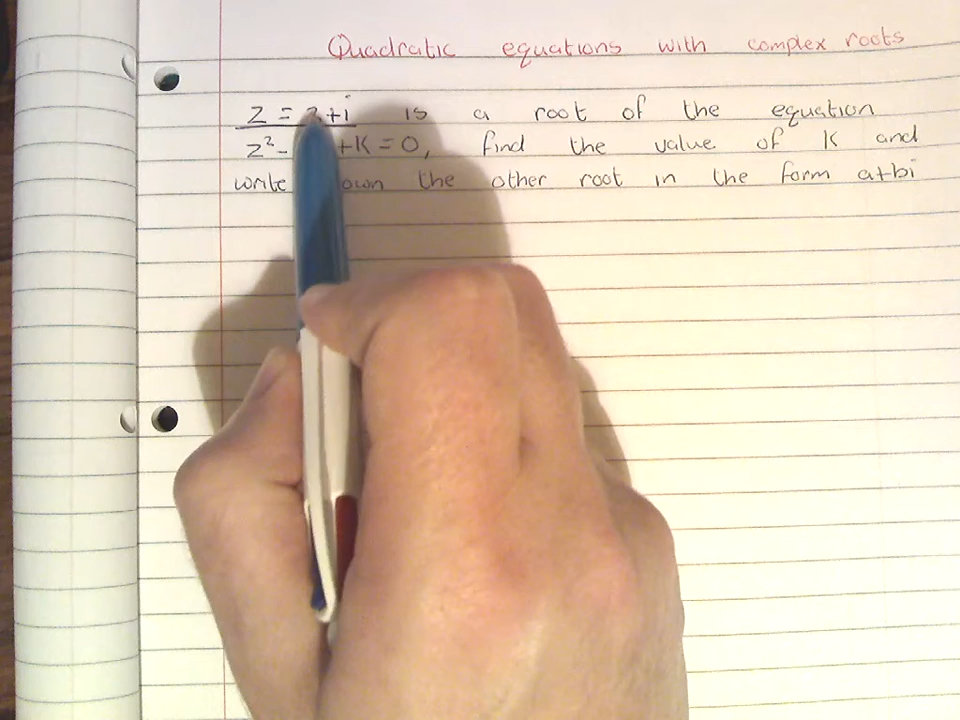 Quadratic equations with complex roots
z = +i is a root of the equation
z² - +k = 0, find the value of k and
write own the other root in the form a+bi